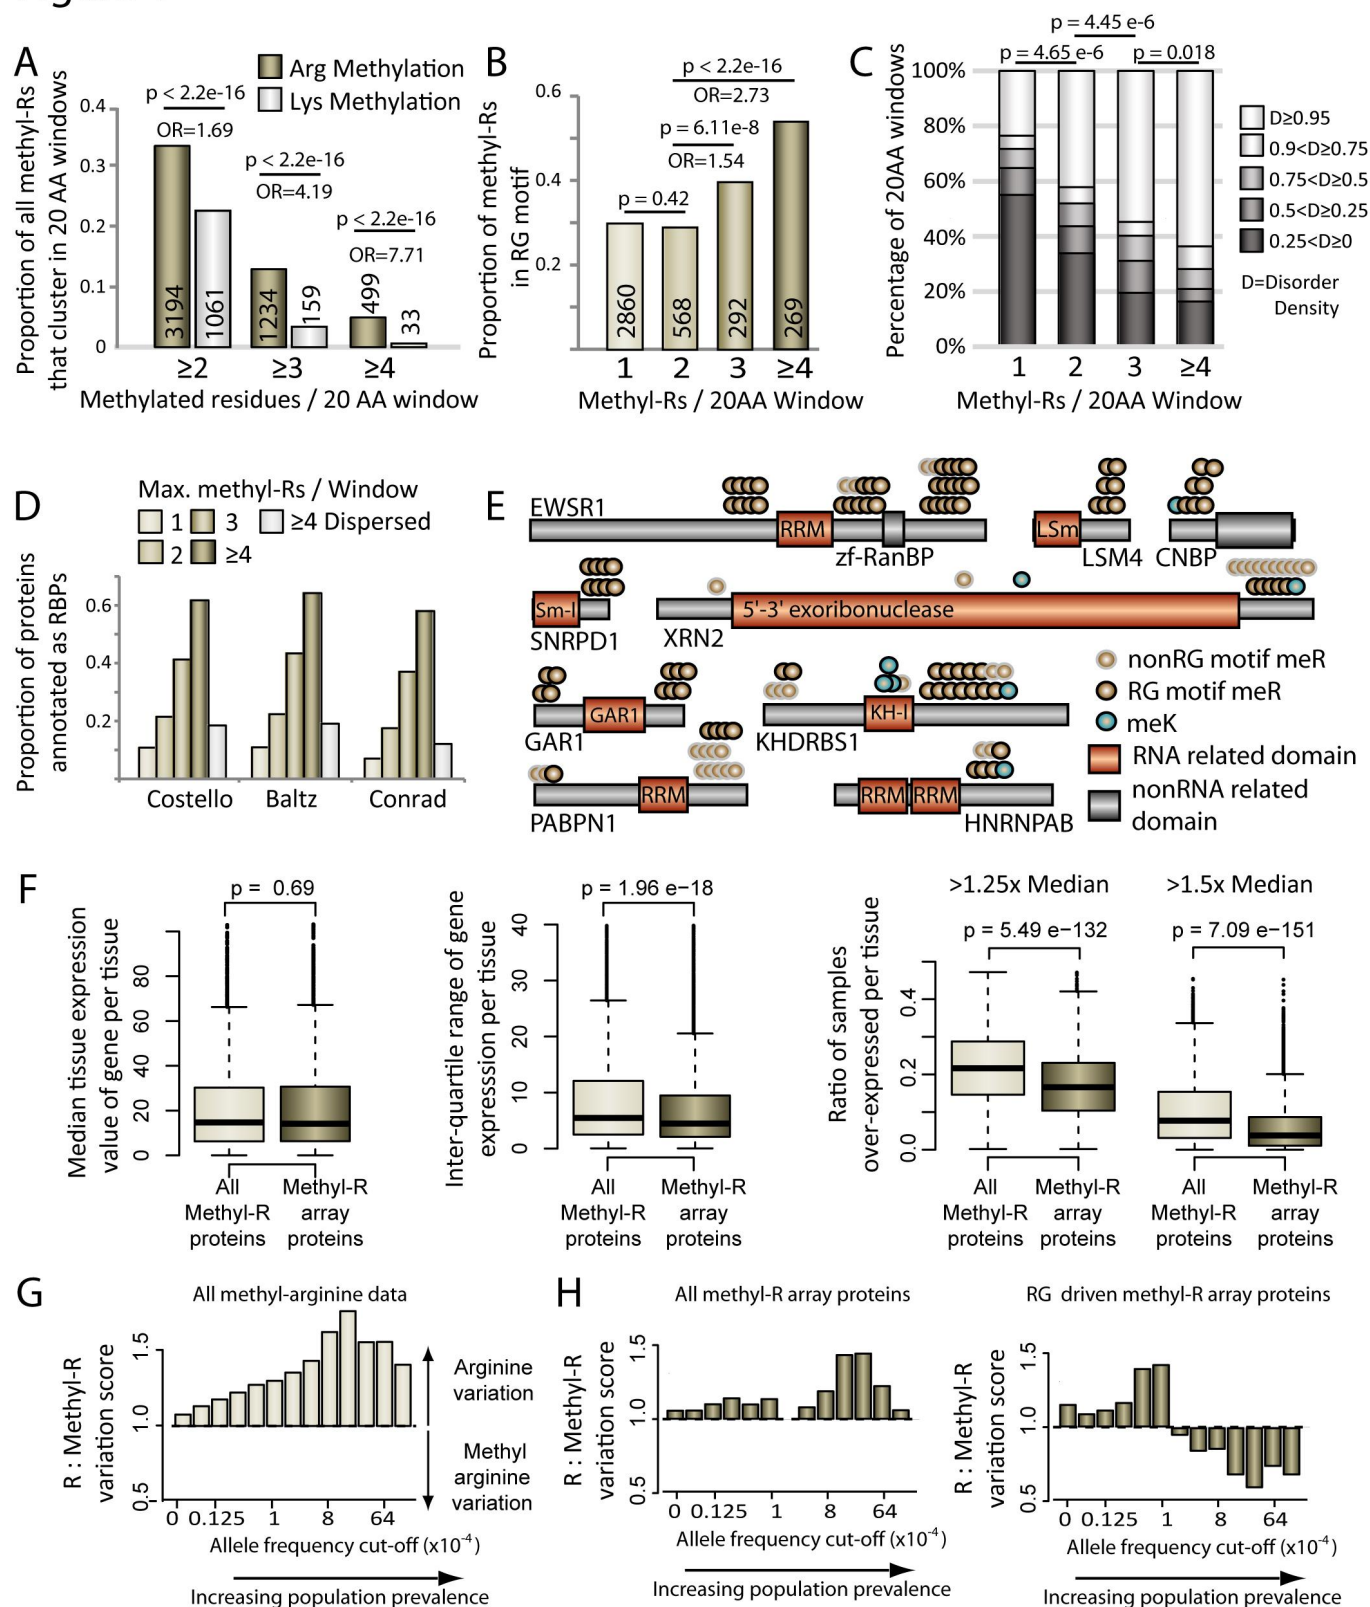 A
Arg Methylation
Lys Methylation
Proportion of all methyl-Rs
that cluster in 20 AA windows
p < 2.2e-16
OR=1.69
p < 2.2e-16
OR=4.19
p < 2.2e-16
OR=7.71
0.4
0.3
0.2
0.1
0
3194
1061
1234
159
499
33
≥2
≥3
≥4
Methylated residues / 20 AA window
B
Proportion of methyl-Rs
in RG motif
p < 2.2e-16
OR=2.73
p = 6.11e-8
OR=1.54
p = 0.42
0.6
0.4
0.2
2860
568
292
269
1
2
3
≥4
Methyl-Rs / 20AA Window
C
Percentage of 20AA windows
p = 4.45 e-6
p = 4.65 e-6
p = 0.018
100%
80%
60%
40%
20%
0%
1
2
3
≥4
Methyl-Rs / 20AA Window
D≥0.95
0.9<D≥0.75
0.75<D≥0.5
0.5<D≥0.25
0.25<D≥0
D=Disorder
Density
D
Max. methyl-Rs / Window
1
3
≥4 Dispersed
2
≥4
Proportion of proteins
annotated as RBPs
0.6
0.4
0.2
Costello
Baltz
Conrad
E
EWSR1
RRM
zf-RanBP
LSm
LSM4
CNBP
Sm-I
SNRPD1
5'-3' exoribonuclease
XRN2
GAR1
GAR1
KH-I
KHDRBS1
RRM
PABPN1
RRM
RRM
HNRNPAB
nonRG motif meR
RG motif meR
meK
RNA related domain
nonRNA related
domain
F
Median tissue expression
value of gene per tissue
p = 0.69
80
60
40
20
0
All
Methyl-R
proteins
Methyl-R
array
proteins
Inter-quartile range of gene
expresssion per tissue
p = 1.96 e−18
40
30
20
10
0
All
Methyl-R
proteins
Methyl-R
array
proteins
Ratio of samples
over-expressed per tissue
>1.25x Median
p = 5.49 e−132
>1.5x Median
p = 7.09 e−151
0.4
0.2
0.0
All
Methyl-R
proteins
Methyl-R
array
proteins
All
Methyl-R
proteins
Methyl-R
array
proteins
G
All methyl-arginine data
R : Methyl-R
variation score
1.5
1.0
0.5
Arginine
variation
Methyl
arginine
variation
0 0.125 1 8 64
Allele frequency cut-off (x10⁻⁴)
Increasing population prevalence
H
All methyl-R array proteins
R : Methyl-R
variation score
1.5
1.0
0.5
0 0.125 1 8 64
Allele frequency cut-off (x10⁻⁴)
Increasing population prevalence
RG driven methyl-R array proteins
R : Methyl-R
variation score
1.5
1.0
0.5
0 0.125 1 8 64
Allele frequency cut-off (x10⁻⁴)
Increasing population prevalence